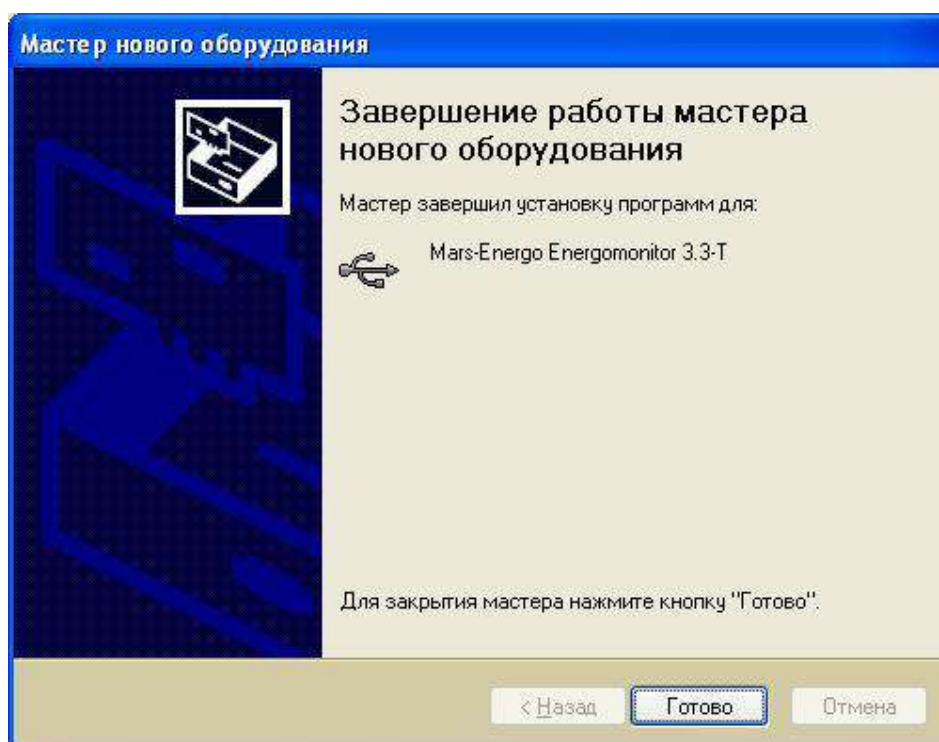 Мастер нового оборудования
Завершение работы мастера
нового оборудования
Мастер завершил установку программ для:
Mars-Energo Energomonitor 3.3-T
Для закрытия мастера нажмите кнопку "Готово".
< Назад
Готово
Отмена